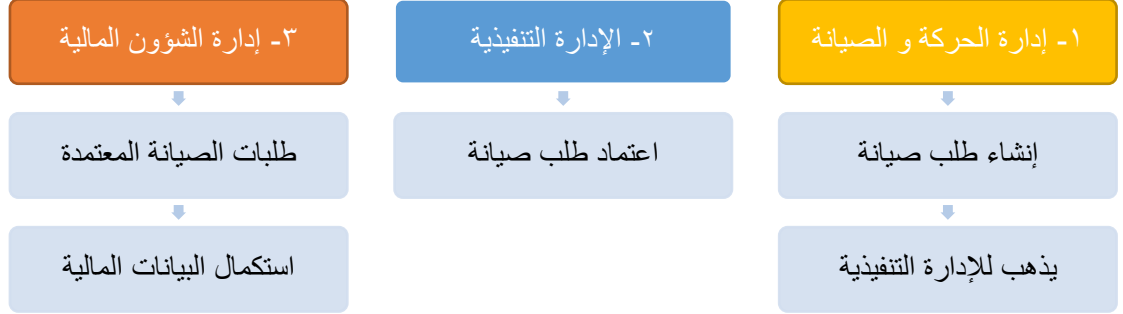 ١- إدارة الحركة و الصيانة
إنشاء طلب صيانة
يذهب للإدارة التنفيذية
٢- الإدارة التنفيذية
اعتماد طلب صيانة
٣- إدارة الشؤون المالية
طلبات الصيانة المعتمدة
استكمال البيانات المالية